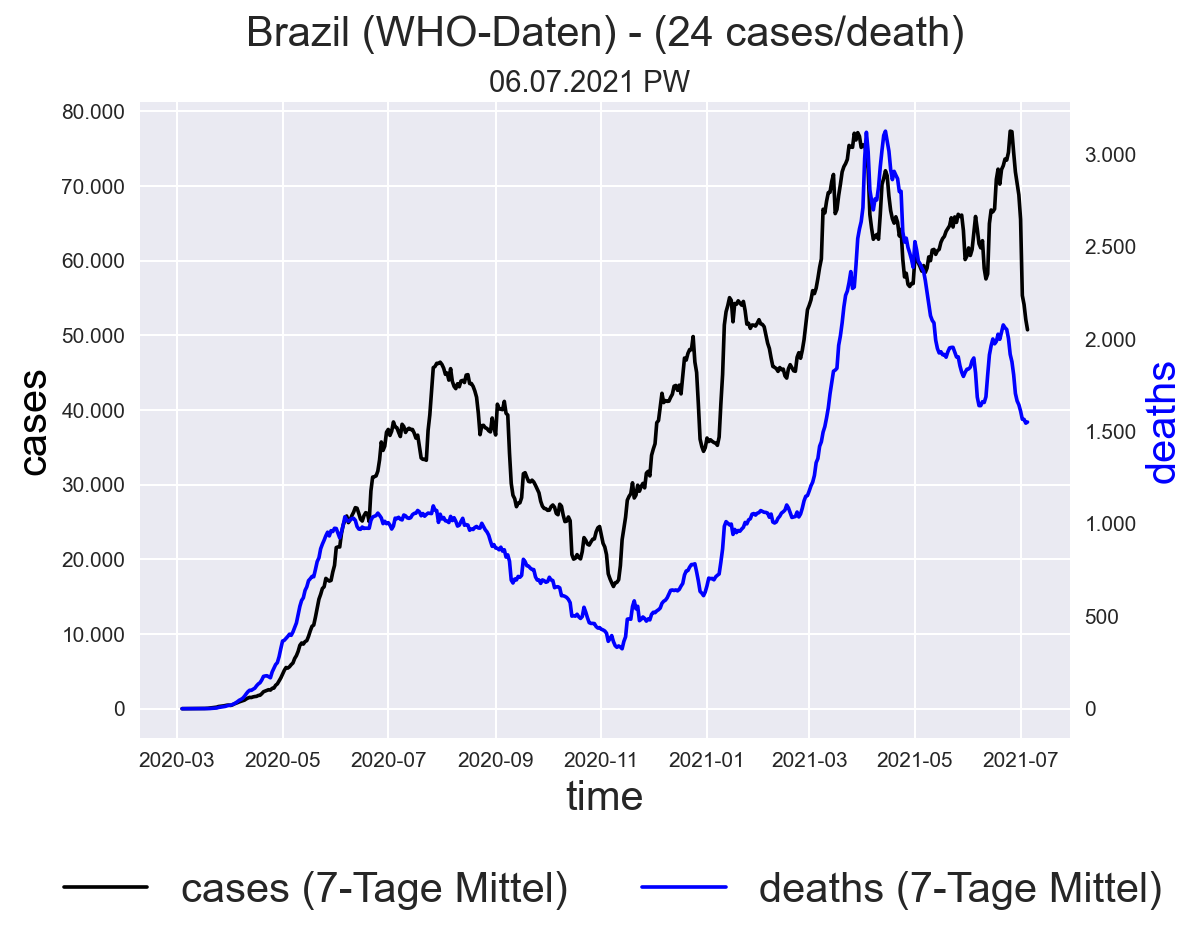 Brazil (WHO-Daten) - (24 cases/death)
06.07.2021 PW
80.000
70.000
60.000
50.000
40.000
30.000
20.000
10.000
0
cases
3.000
2.500
2.000
1.500
1.000
500
0
deaths
2020-03 2020-05 2020-07 2020-09 2020-11 2021-01 2021-03 2021-05 2021-07
time
cases (7-Tage Mittel) deaths (7-Tage Mittel)